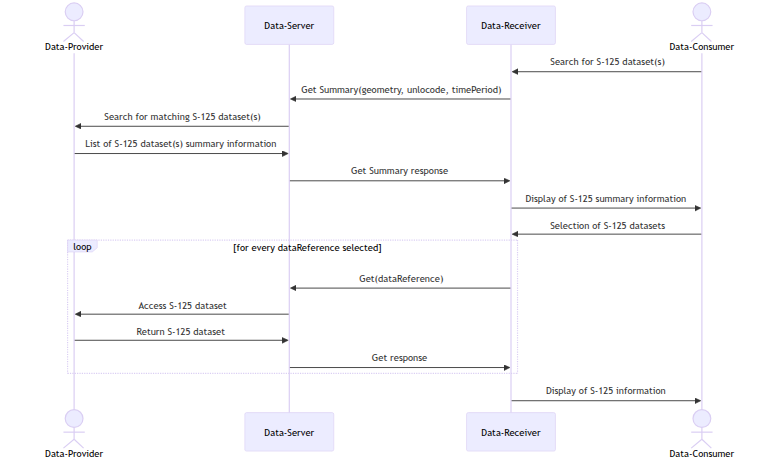 Data-Server
Data-Receiver
Data-Provider
Data-Consumer
Search for S-125 dataset(s)
Get Summary(geometry, unlocode, timePeriod)
Search for matching S-125 dataset(s)
List of S-125 dataset(s) summary information
Get Summary response
Display of S-125 summary information
Selection of S-125 datasets
loop
[for every dataReference selected]
Get(dataReference)
Access S-125 dataset
Return S-125 dataset
Get response
Display of S-125 information
Data-Server
Data-Receiver
Data-Provider
Data-Consumer